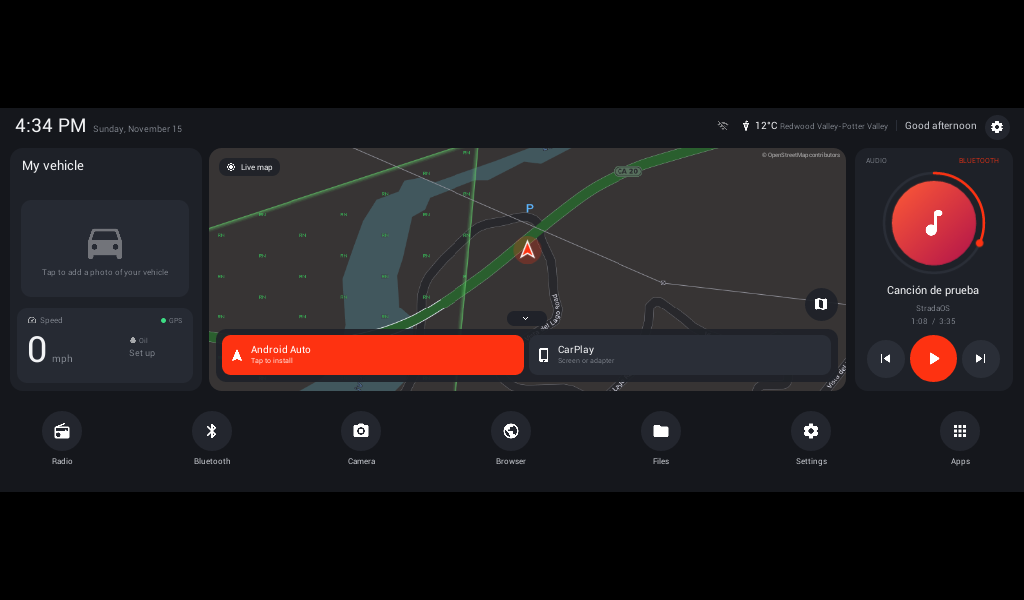 4:34 PM Sunday, November 15
12°C Redwood Valley-Potter Valley
Good afternoon
My vehicle
Tap to add a photo of your vehicle
Speed
GPS
0 mph
Oil
Set up
Live map
© OpenStreetMap contributors
CA 20
P
Android Auto
Tap to install
CarPlay
Screen or adapter
AUDIO
BLUETOOTH
Canción de prueba
StradaOS
1:08 / 3:35
Radio
Bluetooth
Camera
Browser
Files
Settings
Apps